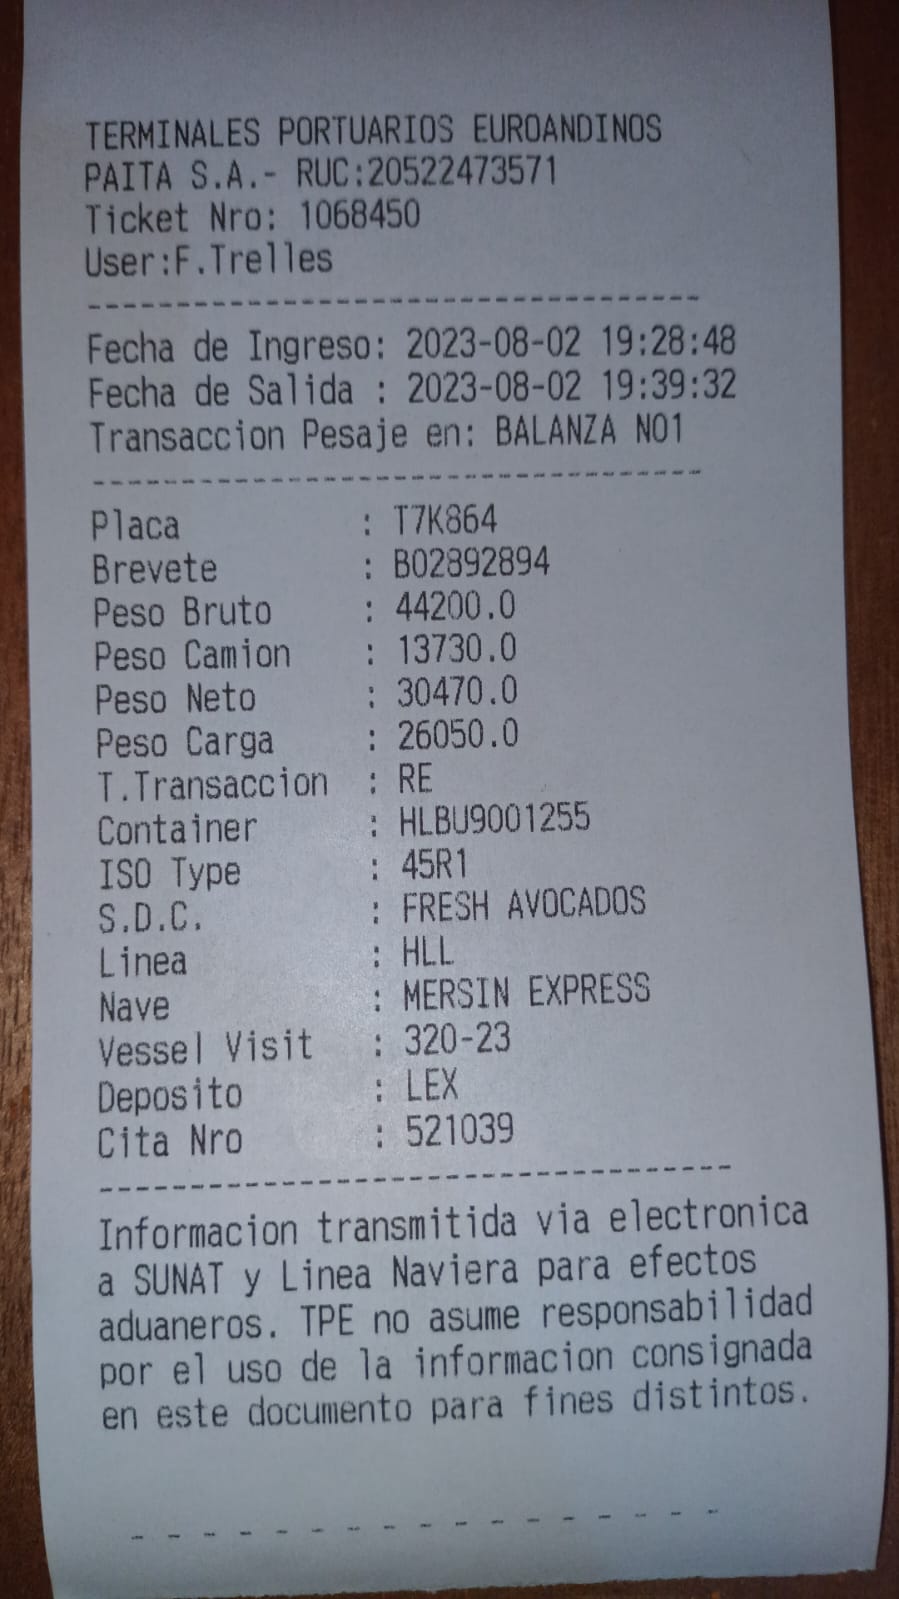 TERMINALES PORTUARIOS EUROANDINOS
PAITA S.A.- RUC:20522473571
Ticket Nro: 1068450
User:F.Trelles
----------------------------------
Fecha de Ingreso: 2023-08-02 19:28:48
Fecha de Salida : 2023-08-02 19:39:32
Transaccion Pesaje en: BALANZA NO1
----------------------------------
Placa : T7K864
Brevete : B02892894
Peso Bruto : 44200.0
Peso Camion : 13730.0
Peso Neto : 30470.0
Peso Carga : 26050.0
T.Transaccion : RE
Container : HLBU9001255
ISO Type : 45R1
S.D.C. : FRESH AVOCADOS
Linea : HLL
Nave : MERSIN EXPRESS
Vessel Visit : 320-23
Deposito : LEX
Cita Nro : 521039
----------------------------------
Informacion transmitida via electronica
a SUNAT y Linea Naviera para efectos
aduaneros. TPE no asume responsabilidad
por el uso de la informacion consignada
en este documento para fines distintos.
- - - - - - - - - - - - - - - - -